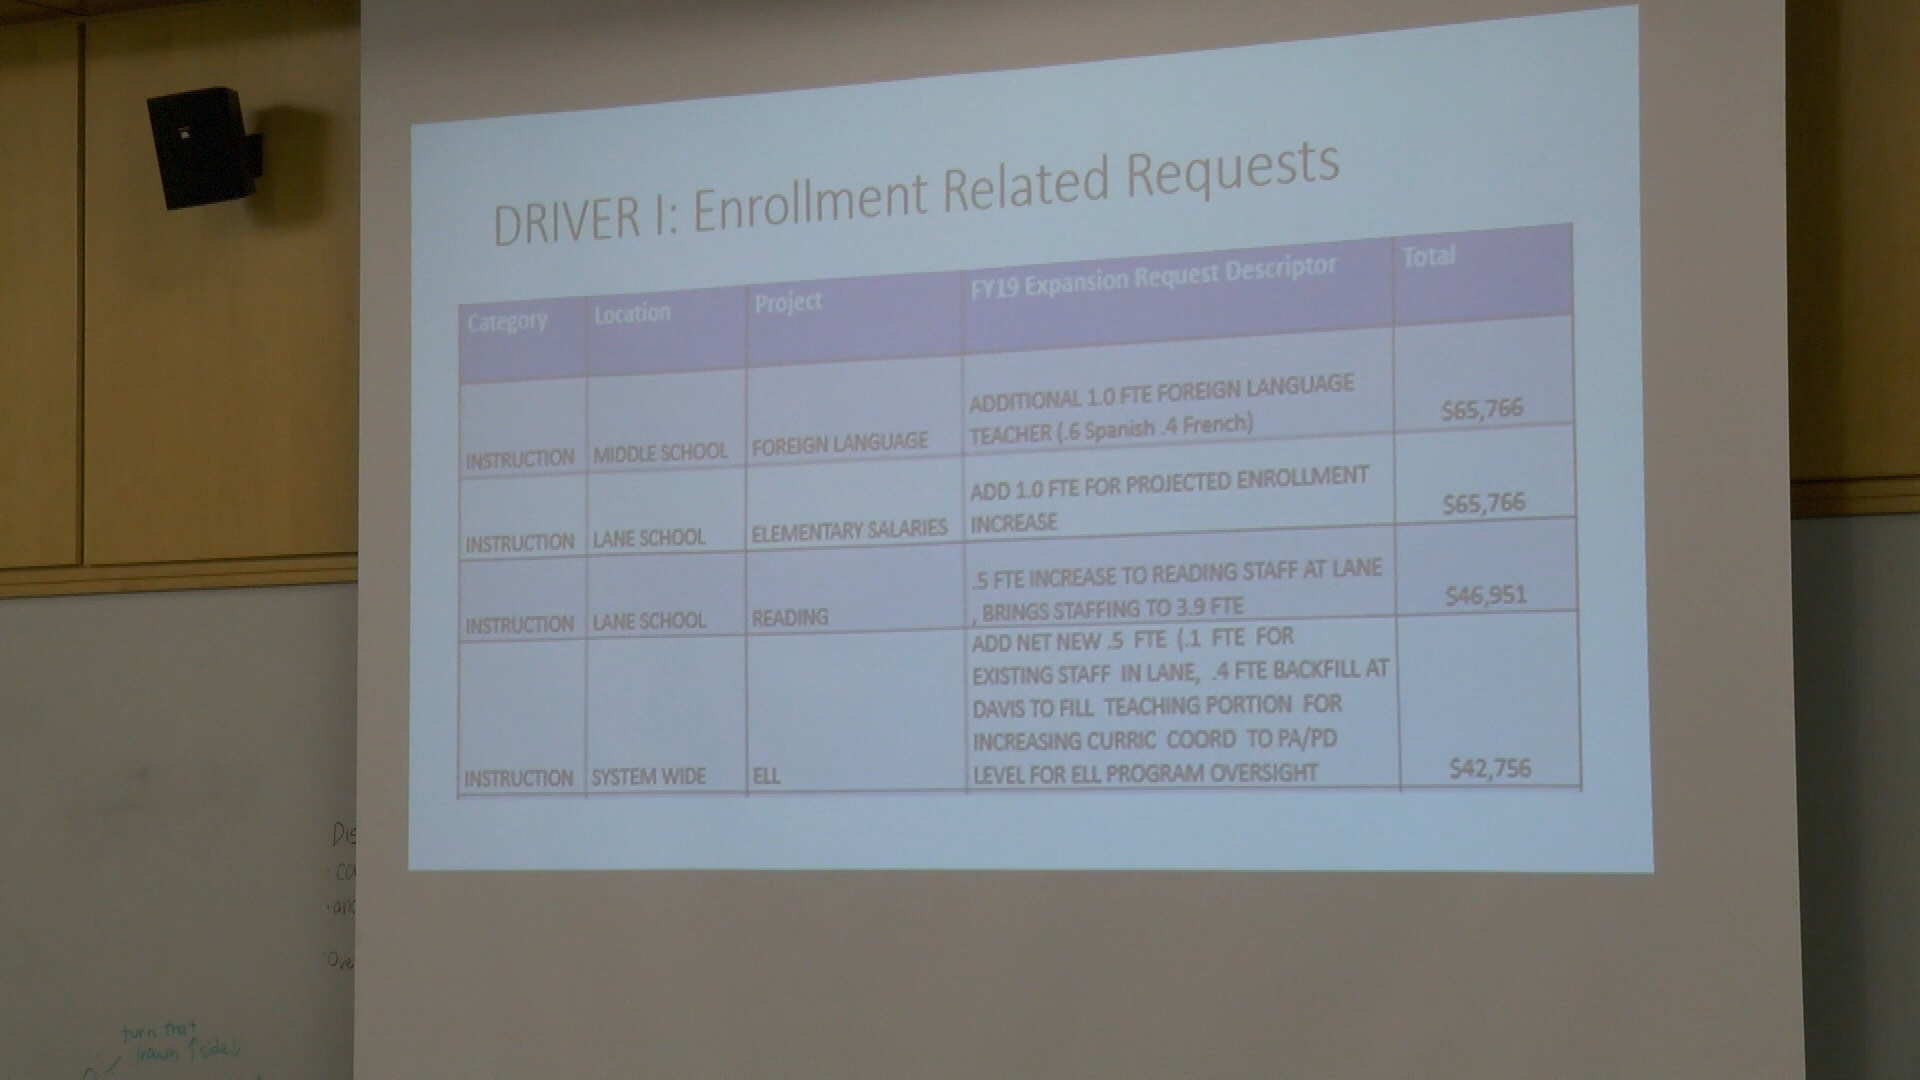 DRIVER I: Enrollment Related Requests
Category Location Project FY19 Expansion Request Descriptor Total
ADDITIONAL 1.0 FTE FOREIGN LANGUAGE
INSTRUCTION MIDDLE SCHOOL FOREIGN LANGUAGE TEACHER (.6 Spanish .4 French) $65,766
ADD 1.0 FTE FOR PROJECTED ENROLLMENT
INSTRUCTION LANE SCHOOL ELEMENTARY SALARIES INCREASE $65,766
.5 FTE INCREASE TO READING STAFF AT LANE
INSTRUCTION LANE SCHOOL READING , BRINGS STAFFING TO 3.9 FTE $46,951
ADD NET NEW .5 FTE (.1 FTE FOR
EXISTING STAFF IN LANE, .4 FTE BACKFILL AT
DAVIS TO FILL TEACHING PORTION FOR
INCREASING CURRIC COORD TO PA/PD
INSTRUCTION SYSTEM WIDE ELL LEVEL FOR ELL PROGRAM OVERSIGHT $42,756
turn that